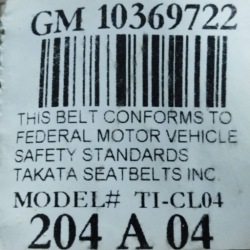 GM 10369722
THIS BELT CONFORMS TO
FEDERAL MOTOR VEHICLE
SAFETY STANDARDS
TAKATA SEATBELTS INC.
MODEL# TI-CL04
204 A 04